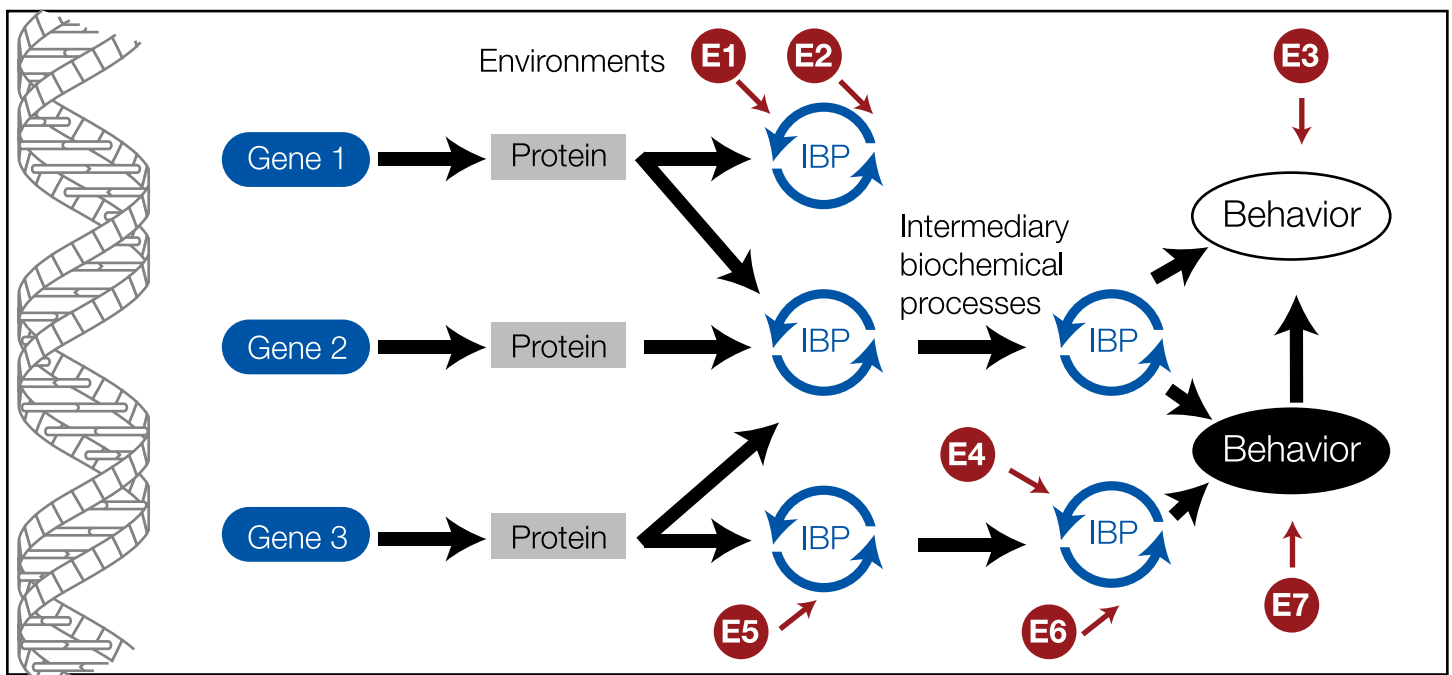 Environments
E1
E2
E3
Gene 1
Protein
IBP
Behavior
Intermediary
biochemical
processes
Gene 2
Protein
IBP
IBP
Behavior
E4
Gene 3
Protein
IBP
IBP
E5
E6
E7